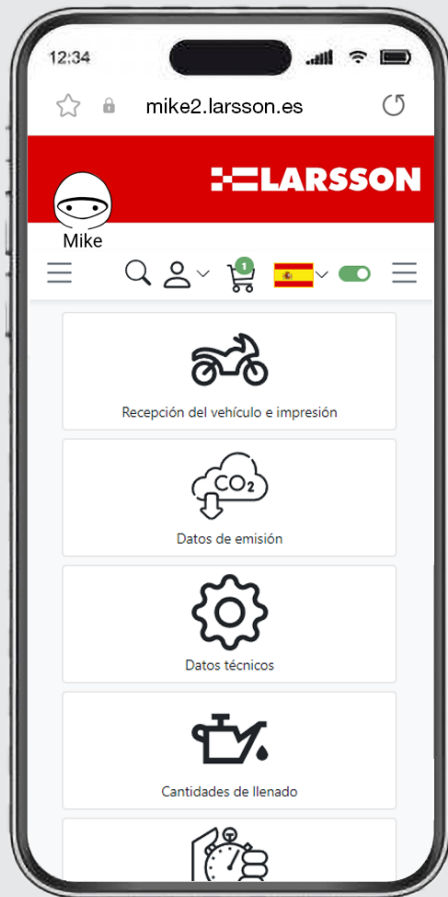 12:34
mike2.larsson.es
LARSSON
Mike
1
Recepción del vehículo e impresión
CO2
Datos de emisión
Datos técnicos
Cantidades de llenado